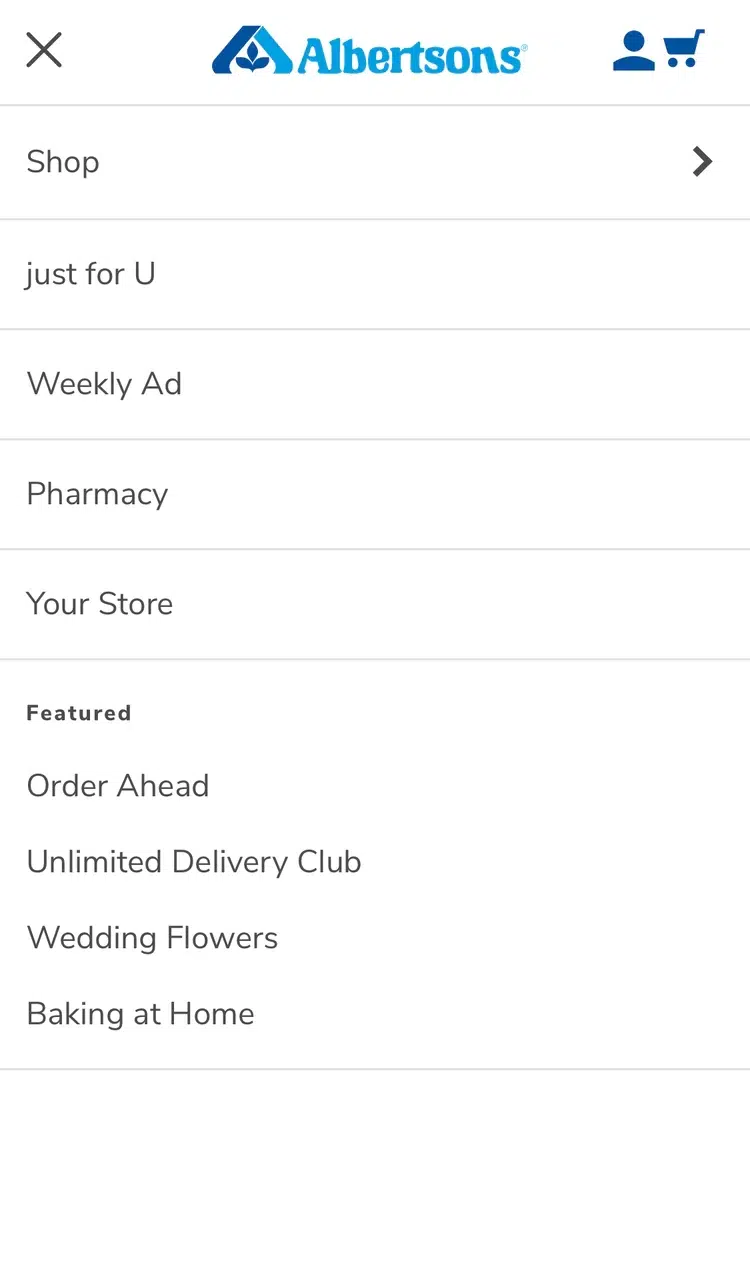 Albertsons®
Shop
just for U
Weekly Ad
Pharmacy
Your Store
Featured
Order Ahead
Unlimited Delivery Club
Wedding Flowers
Baking at Home